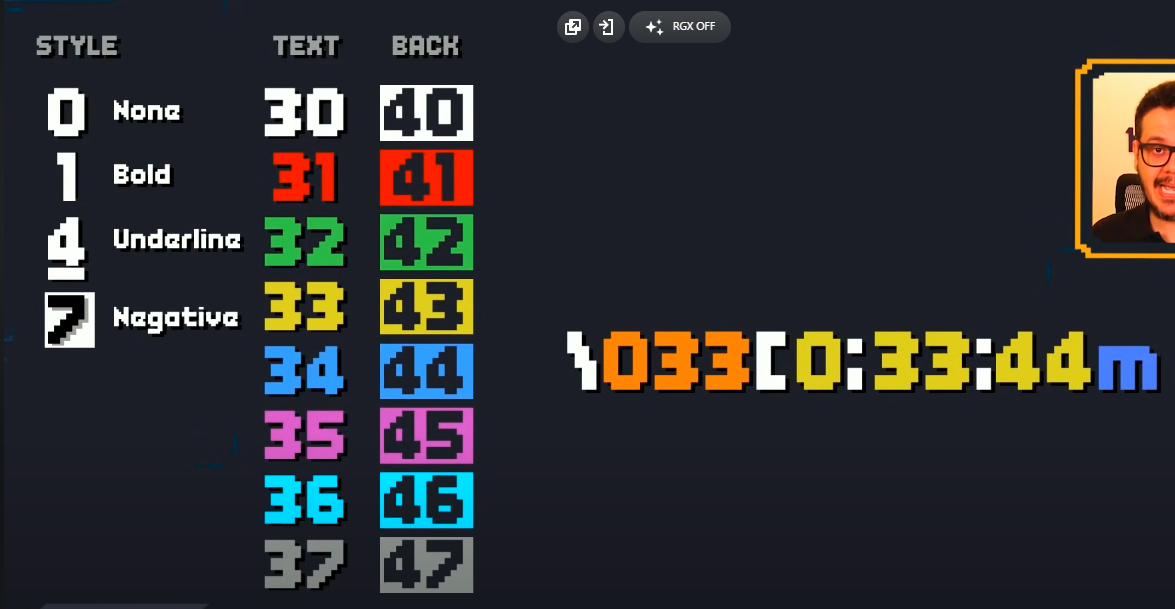 RGX OFF
STYLE TEXT BACK
0 None 30 40
1 Bold 31 41
4 Underline 32 42
7 Negative 33 43
34 44
\033[0:33:44m
35 45
36 46
37 47